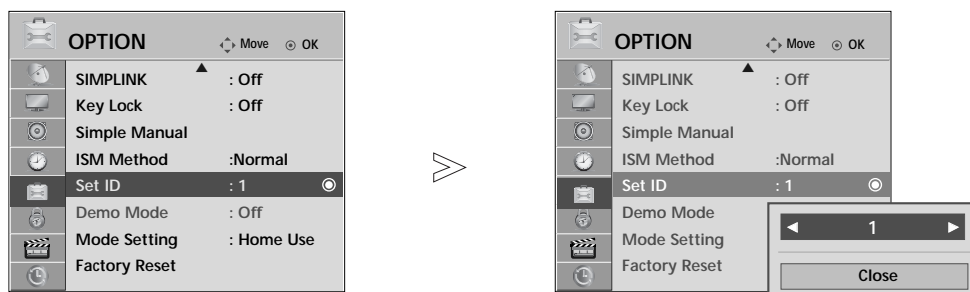 OPTION Move OK
SIMPLINK : Off
Key Lock : Off
Simple Manual
ISM Method :Normal
Set ID : 1
Demo Mode : Off
Mode Setting : Home Use
Factory Reset
OPTION Move OK
SIMPLINK : Off
Key Lock : Off
Simple Manual
ISM Method :Normal
Set ID : 1
Demo Mode
Mode Setting
Factory Reset
◄ 1 ►
Close